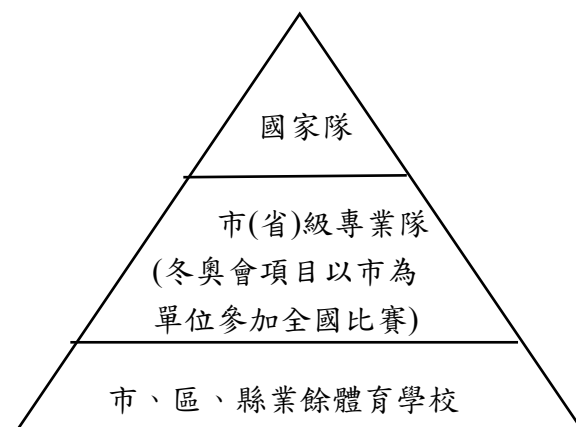 國家隊
市(省)級專業隊
(冬奧會項目以市為
單位參加全國比賽)
市、區、縣業餘體育學校